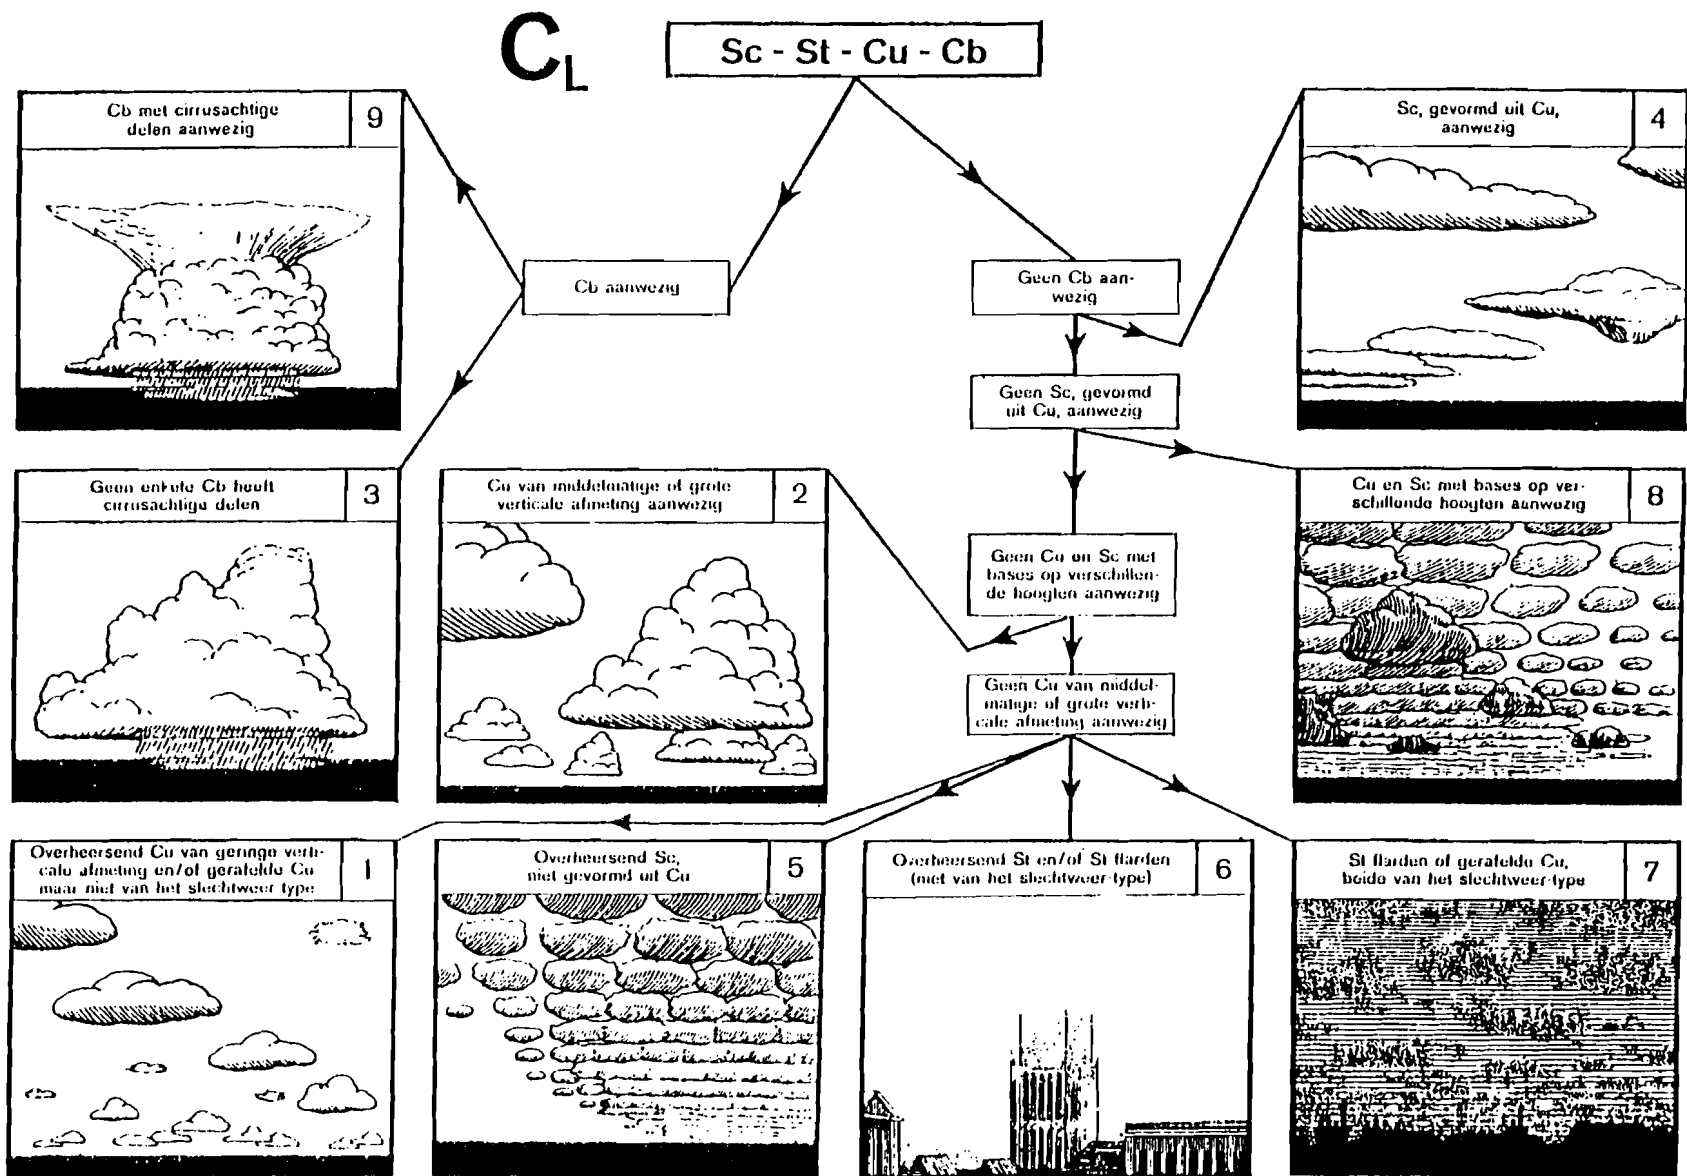 CL
Sc - St - Cu - Cb
Cb met cirrusachtige
delen aanwezig
9
Sc, gevormd uit Cu,
aanwezig
4
Cb aanwezig
Geen Cb aan-
wezig
Geen Sc, gevormd
uit Cu, aanwezig
Geen enkele Cb heeft
cirrusachtige delen
3
Cu van middelmatige of grote
verticale afmeting aanwezig
2
Cu en Sc met bases op ver-
schillende hoogten aanwezig
8
Geen Cu en Sc met
bases op verschillen-
de hoogten aanwezig
Geen Cu van middel-
matige of grote verti-
cale afmeting aanwezig
Overheersend Cu van geringe verti-
cale afmeting en/of gerafelde Cu
maar niet van het slechtweer type
1
Overheersend Sc,
niet gevormd uit Cu
5
Overheersend St en/of St flarden
(niet van het slechtweer-type)
6
St flarden of gerafelde Cu,
beide van het slechtweer-type
7